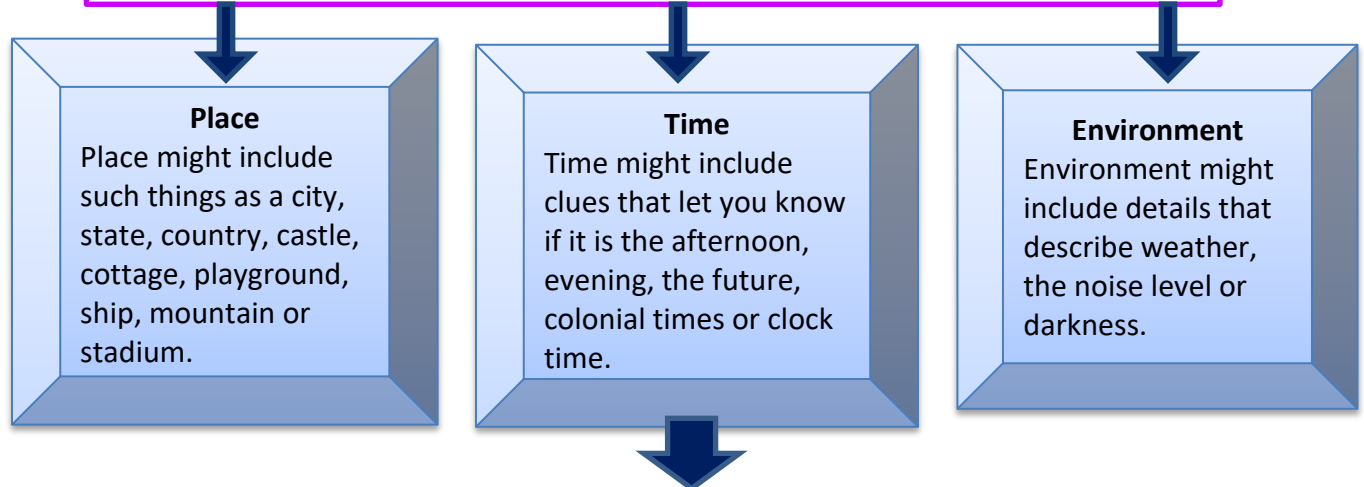 Place
Place might include
such things as a city,
state, country, castle,
cottage, playground,
ship, mountain or
stadium.
Time
Time might include
clues that let you know
if it is the afternoon,
evening, the future,
colonial times or clock
time.
Environment
Environment might
include details that
describe weather,
the noise level or
darkness.